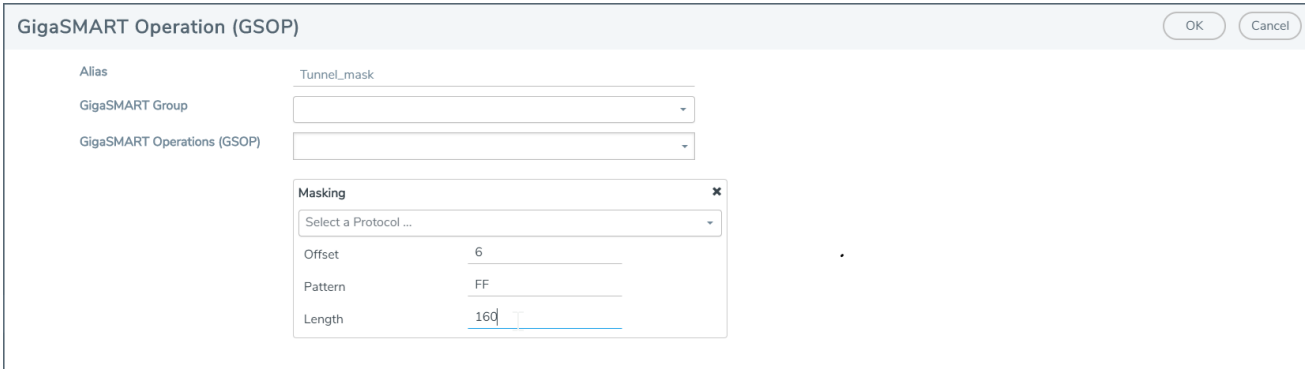 GigaSMART Operation (GSOP)
OK
Cancel
Alias
Tunnel_mask
GigaSMART Group
GigaSMART Operations (GSOP)
Masking
Select a Protocol ...
Offset
6
Pattern
FF
Length
160